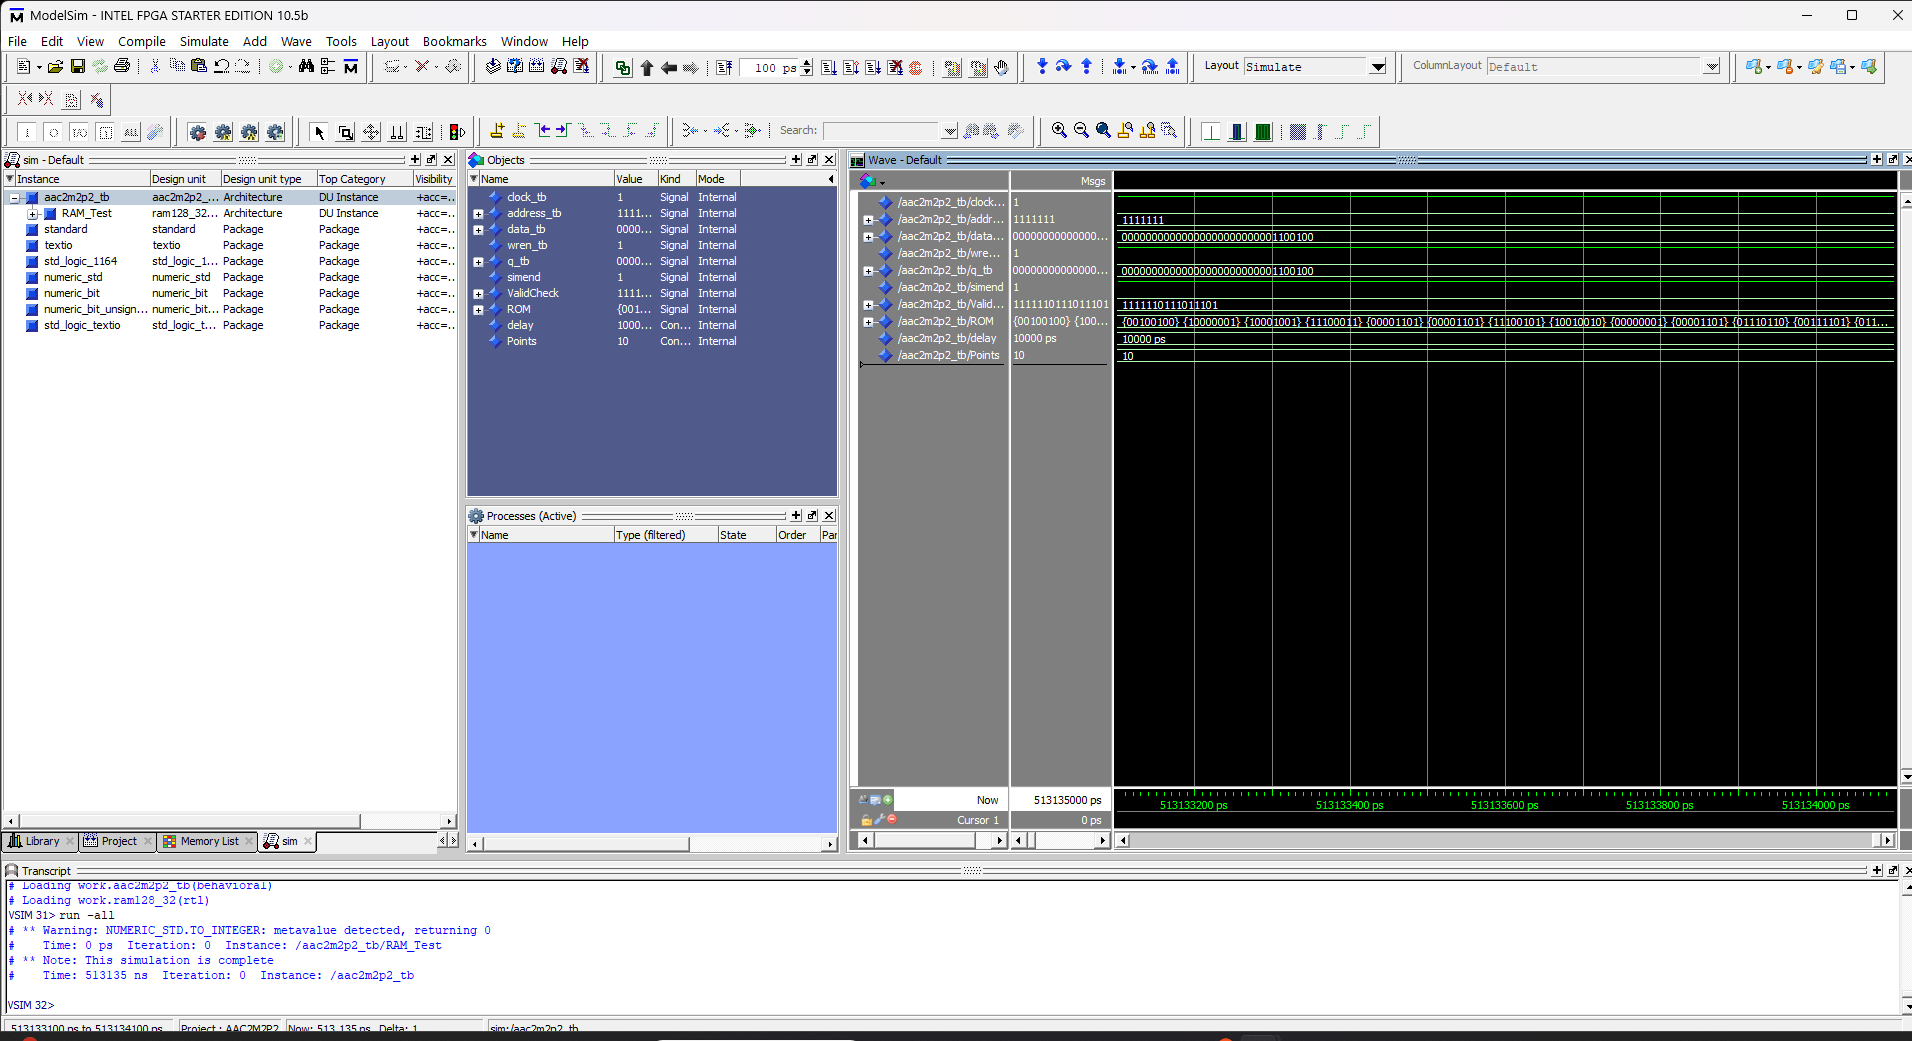 ModelSim - INTEL FPGA STARTER EDITION 10.5b
File Edit View Compile Simulate Add Wave Tools Layout Bookmarks Window Help
100 ps
Layout Simulate
ColumnLayout Default
Search:
sim - Default
Instance Design unit Design unit type Top Category Visibility
aac2m2p2_tb aac2m2p2_... Architecture DU Instance +acc=...
RAM_Test ram128_32... Architecture DU Instance +acc=...
standard standard Package Package +acc=...
textio textio Package Package +acc=...
std_logic_1164 std_logic_1... Package Package +acc=...
numeric_std numeric_std Package Package +acc=...
numeric_bit numeric_bit Package Package +acc=...
numeric_bit_unsign... numeric_bit... Package Package +acc=...
std_logic_textio std_logic_t... Package Package +acc=...
Library Project Memory List sim
Objects
Name Value Kind Mode
clock_tb 1 Signal Internal
address_tb 1111... Signal Internal
data_tb 0000... Signal Internal
wren_tb 1 Signal Internal
q_tb 0000... Signal Internal
simend 1 Signal Internal
ValidCheck 1111... Signal Internal
ROM {001... Signal Internal
delay 1000... Con... Internal
Points 10 Con... Internal
Processes (Active)
Name Type (filtered) State Order Par
Wave - Default
Msgs
/aac2m2p2_tb/clock... 1
/aac2m2p2_tb/addr... 1111111 1111111
/aac2m2p2_tb/data... 00000000000000... 00000000000000000000000001100100
/aac2m2p2_tb/wre... 1
/aac2m2p2_tb/q_tb 00000000000000... 00000000000000000000000001100100
/aac2m2p2_tb/simend 1
/aac2m2p2_tb/Valid... 1111110111011101 1111110111011101
/aac2m2p2_tb/ROM {00100100} {100... {00100100} {10000001} {10001001} {11100011} {00001101} {00001101} {11100101} {10010010} {00000001} {00001101} {01110110} {00111101} {011...
/aac2m2p2_tb/delay 10000 ps 10000 ps
/aac2m2p2_tb/Points 10 10
Now 513135000 ps 513133200 ps 513133400 ps 513133600 ps 513133800 ps 513134000 ps
Cursor 1 0 ps
Transcript
# Loading work.aac2m2p2_tb(behavioral)
# Loading work.ram128_32(rtl)
VSIM 31> run -all
# ** Warning: NUMERIC_STD.TO_INTEGER: metavalue detected, returning 0
# Time: 0 ps Iteration: 0 Instance: /aac2m2p2_tb/RAM_Test
# ** Note: This simulation is complete
# Time: 513135 ns Iteration: 0 Instance: /aac2m2p2_tb
VSIM 32>
513133100 ps to 513134100 ps Project : AAC2M2P2 Now: 513,135 ns Delta: 1 sim:/aac2m2p2_tb